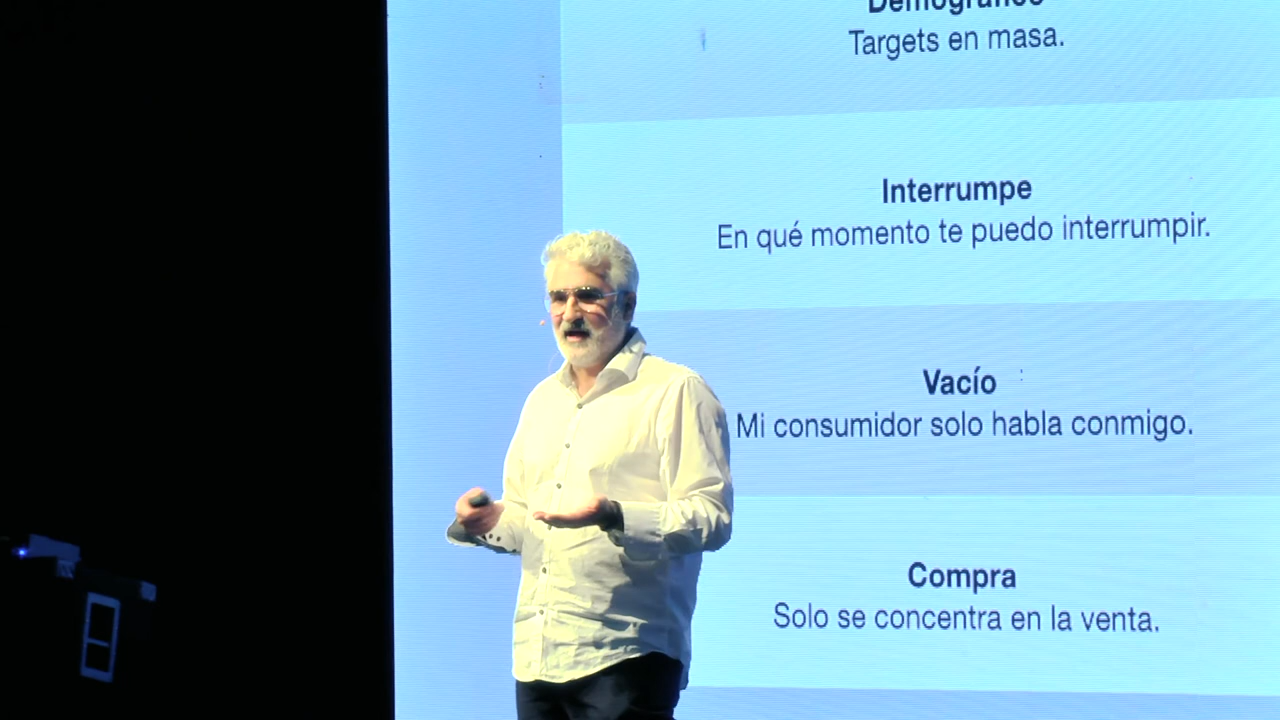 Demográfico
Targets en masa.
Interrumpe
En qué momento te puedo interrumpir.
Vacío
Mi consumidor solo habla conmigo.
Compra
Solo se concentra en la venta.